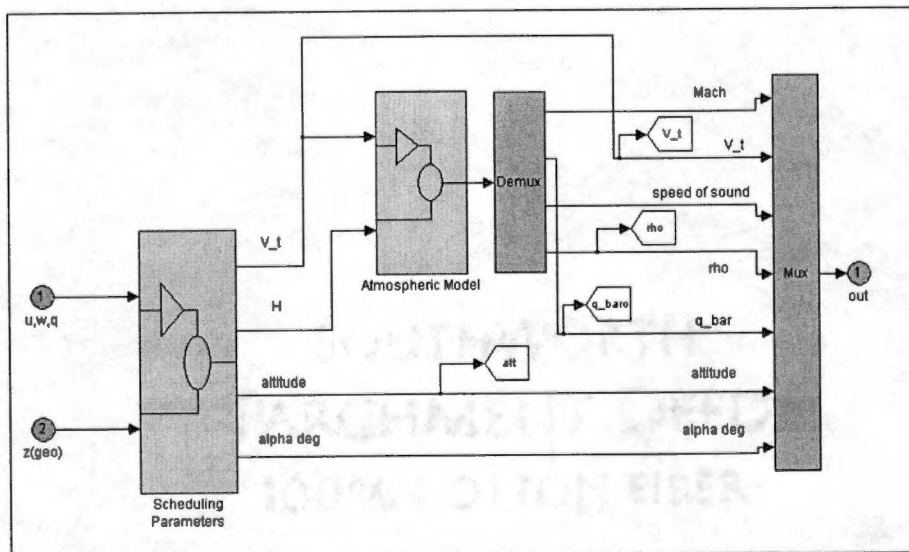 Mach
V_t
V_t
speed of sound
Demux
rho
V_t
Atmospheric Model
rho
Mux
1
out
1
u,w,q
H
q_baro
q_bar
alt
altitude
altitude
2
z(geo)
alpha deg
alpha deg
Scheduling
Parameters